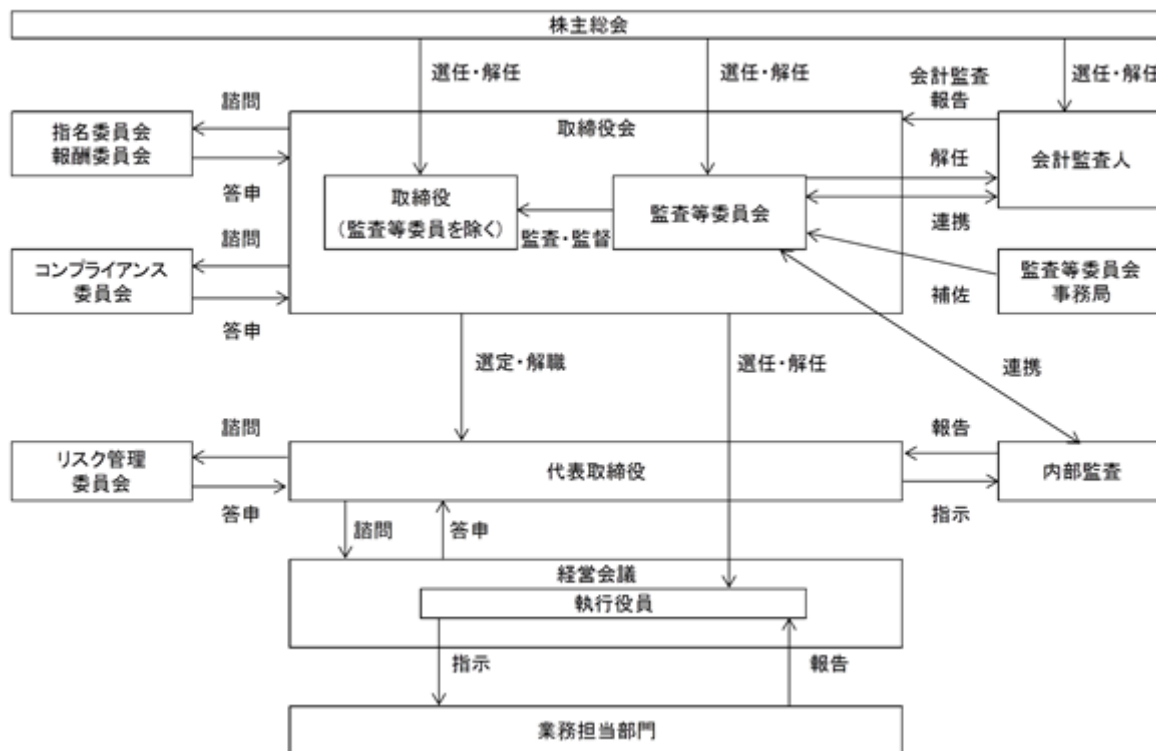 株主総会
選任・解任
選任・解任
会計監査
報告
選任・解任
諮問
指名委員会
報酬委員会
答申
取締役会
会計監査人
解任
取締役
（監査等委員を除く）
監査・監督
監査等委員会
連携
諮問
コンプライアンス
委員会
答申
補佐
監査等委員会
事務局
選定・解職
選任・解任
連携
諮問
リスク管理
委員会
答申
代表取締役
報告
内部監査
指示
諮問
答申
経営会議
執行役員
指示
報告
業務担当部門